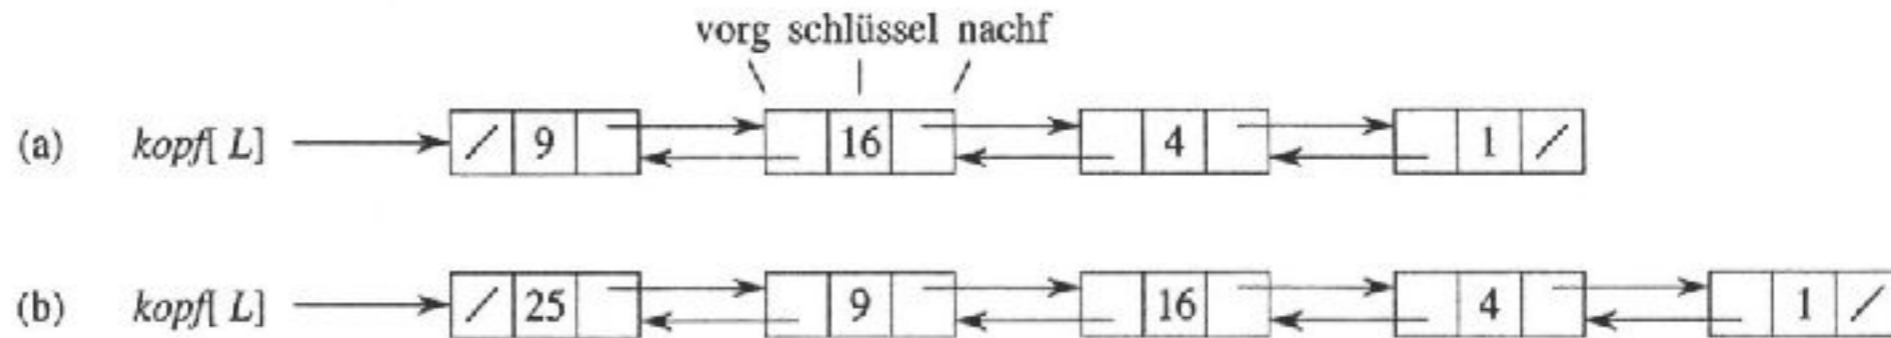 vorg schlüssel nachf
(a) kopf[ L] / 9 16 4 1 /
(b) kopf[ L] / 25 9 16 4 1 /